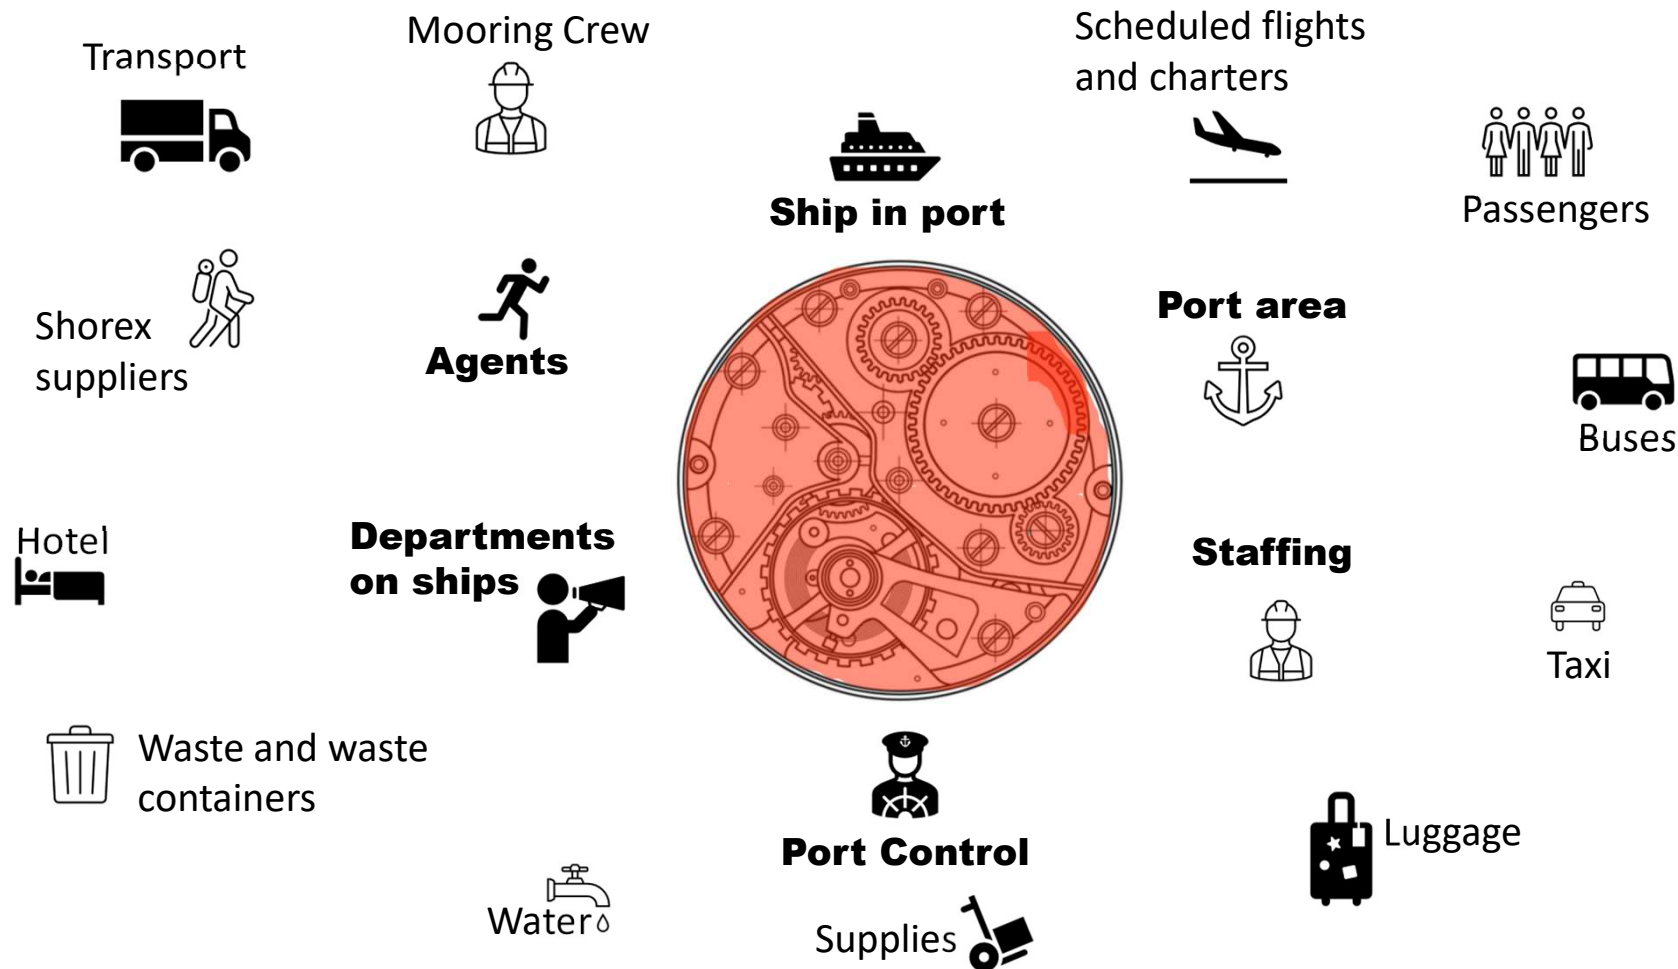 Mooring Crew
Scheduled flights
and charters
Transport
Ship in port
Passengers
Port area
Shorex
suppliers
Agents
Buses
Hotel
Departments
on ships
Staffing
Taxi
Waste and waste
containers
Port Control
Luggage
Water
Supplies